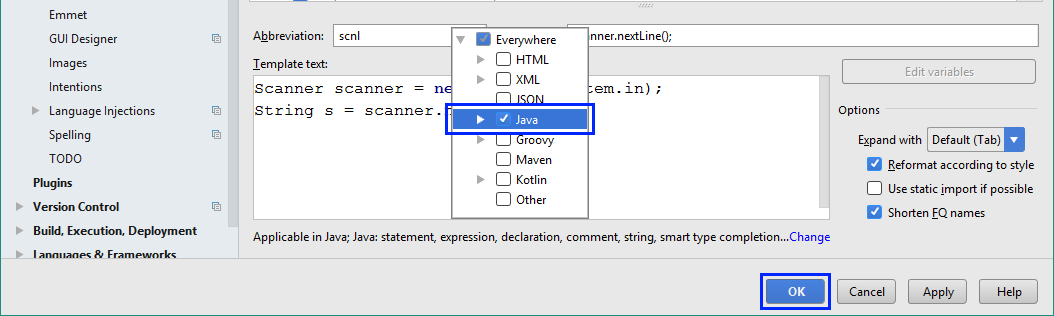 Emmet
GUI Designer
Images
Intentions
Language Injections
Spelling
TODO
Plugins
Version Control
Build, Execution, Deployment
Languages & Frameworks
Abbreviation: scnl
nner.nextLine();
Template text:
Scanner scanner = ne tem.in);
String s = scanner.
Everywhere
HTML
XML
JSON
Java
Groovy
Maven
Kotlin
Other
Applicable in Java; Java: statement, expression, declaration, comment, string, smart type completion...Change
Edit variables
Options
Expand with Default (Tab)
Reformat according to style
Use static import if possible
Shorten FQ names
OK Cancel Apply Help